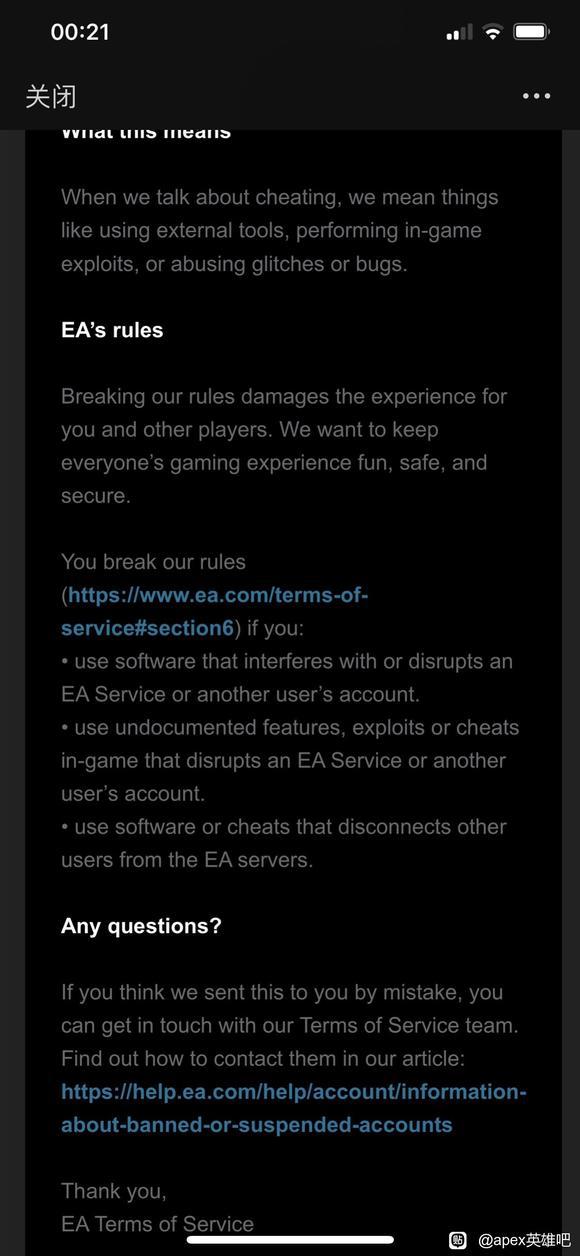 00:21
关闭
What this means
When we talk about cheating, we mean things
like using external tools, performing in-game
exploits, or abusing glitches or bugs.
EA’s rules
Breaking our rules damages the experience for
you and other players. We want to keep
everyone’s gaming experience fun, safe, and
secure.
You break our rules
(https://www.ea.com/terms-of-
service#section6) if you:
• use software that interferes with or disrupts an
EA Service or another user’s account.
• use undocumented features, exploits or cheats
in-game that disrupts an EA Service or another
user’s account.
• use software or cheats that disconnects other
users from the EA servers.
Any questions?
If you think we sent this to you by mistake, you
can get in touch with our Terms of Service team.
Find out how to contact them in our article:
https://help.ea.com/help/account/information-
about-banned-or-suspended-accounts
Thank you,
EA Terms of Service
贴 @apex英雄吧